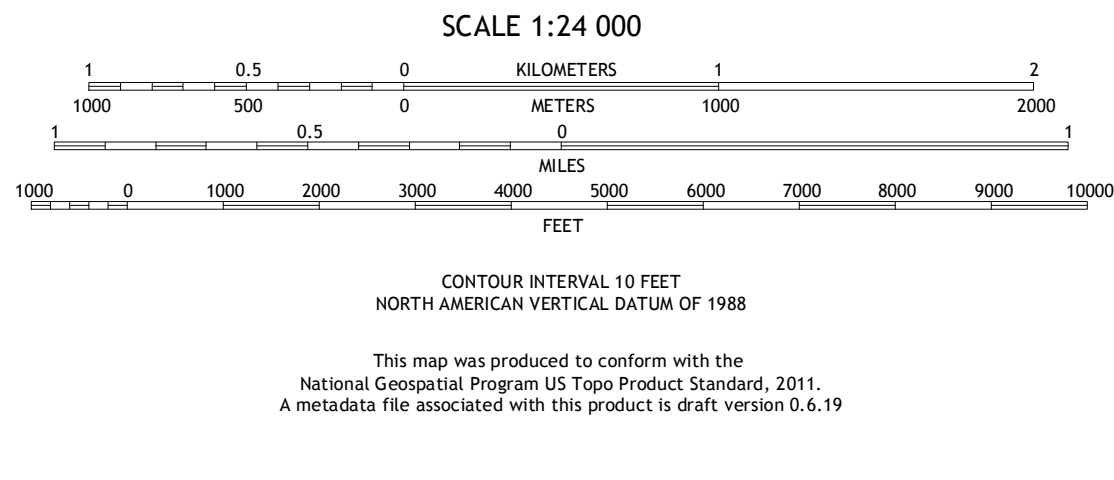 SCALE 1:24 000
1 0.5 0 KILOMETERS 1 2
1000 500 0 METERS 1000 2000
1 0.5 0 1
MILES
1000 0 1000 2000 3000 4000 5000 6000 7000 8000 9000 10000
FEET
CONTOUR INTERVAL 10 FEET
NORTH AMERICAN VERTICAL DATUM OF 1988
This map was produced to conform with the
National Geospatial Program US Topo Product Standard, 2011.
A metadata file associated with this product is draft version 0.6.19